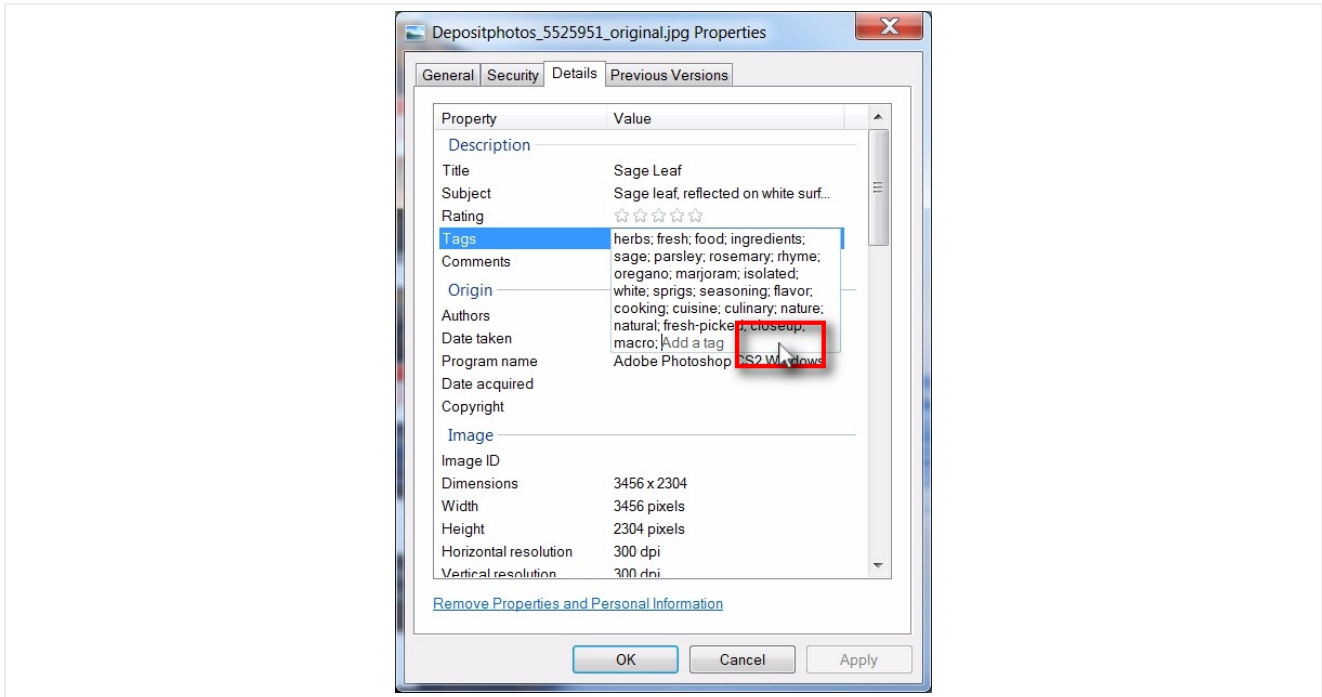 Depositphotos_5525951_original.jpg Properties
General Security Details Previous Versions
Property Value
Description
Title Sage Leaf
Subject Sage leaf, reflected on white surf...
Rating
Tags herbs; fresh; food; ingredients;
sage; parsley; rosemary; rhyme;
Comments
oregano; marjoram; isolated;
Origin white; sprigs; seasoning; flavor;
cooking; cuisine; culinary; nature;
Authors
natural; fresh-picked; closeup;
Date taken macro; Add a tag
Program name Adobe Photoshop CS2 Windows
Date acquired
Copyright
Image
Image ID
Dimensions 3456 x 2304
Width 3456 pixels
Height 2304 pixels
Horizontal resolution 300 dpi
Vertical resolution 300 dpi
Remove Properties and Personal Information
OK Cancel Apply